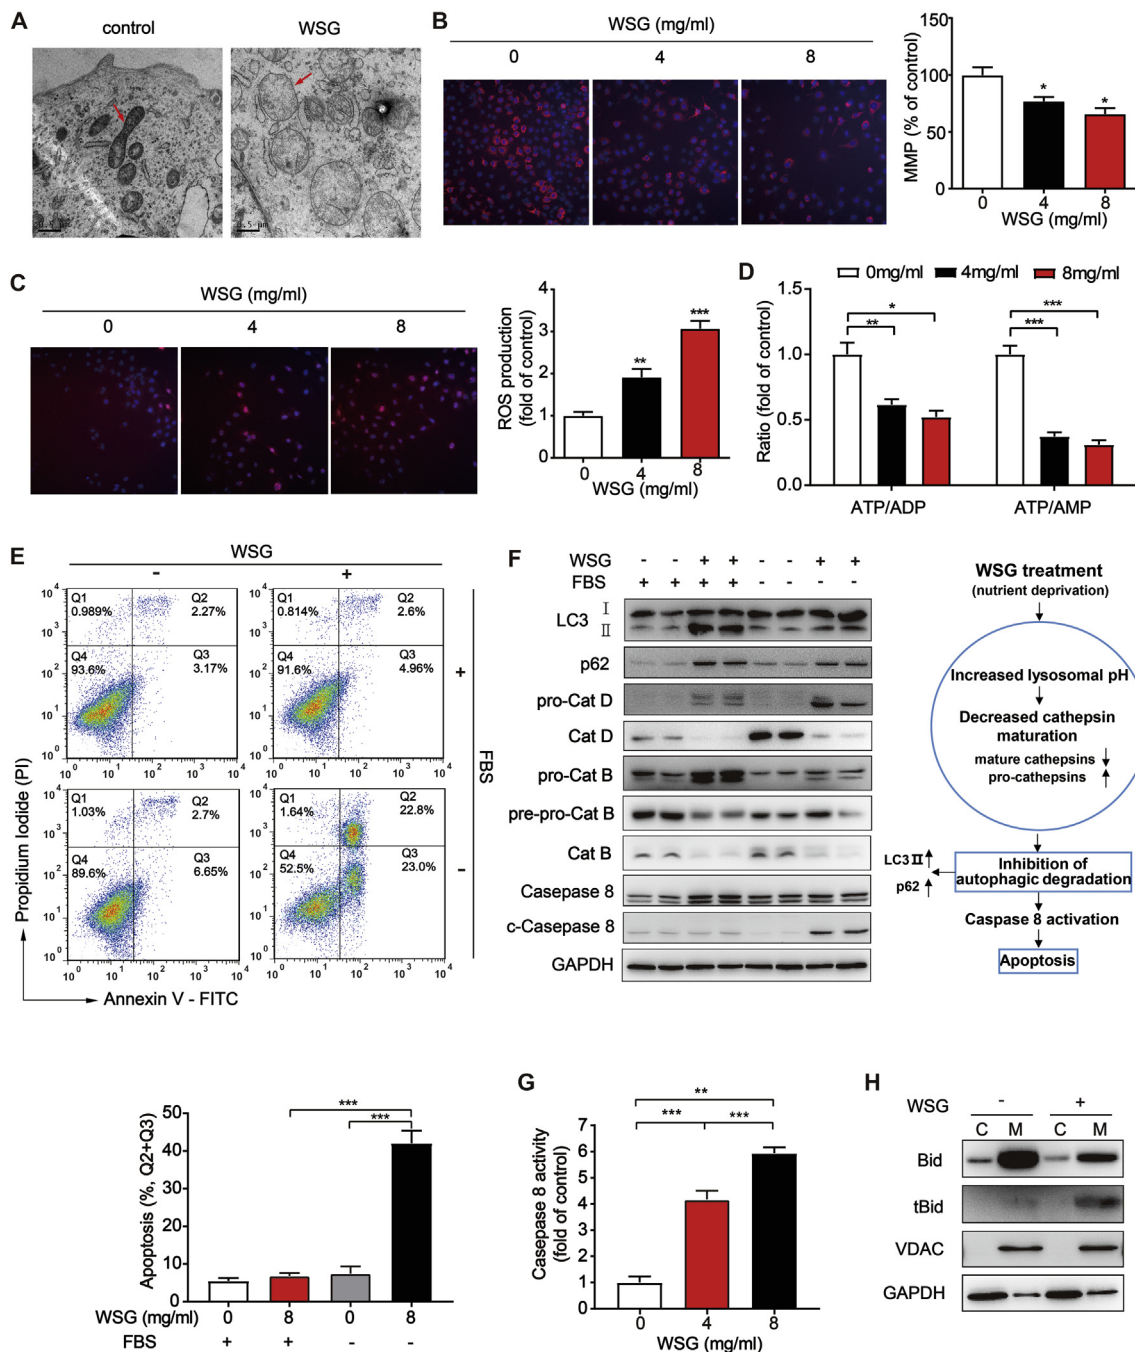 A
control
WSG
0.5 μm
B
WSG (mg/ml)
0 4 8
MMP (% of control)
150
100
50
0
* *
0 4 8
WSG (mg/ml)
C
WSG (mg/ml)
0 4 8
ROS production
(fold of control)
4
3
2
1
0
** ***
0 4 8
WSG (mg/ml)
D
0mg/ml 4mg/ml 8mg/ml
Ratio (fold of control)
1.5
1.0
0.5
0.0
* ** *** ***
ATP/ADP ATP/AMP
E
WSG
- +
Q1 0.989% Q2 2.27%
Q4 93.6% Q3 3.17%
Q1 0.814% Q2 2.6%
Q4 91.6% Q3 4.96%
Q1 1.03% Q2 2.7%
Q4 89.6% Q3 6.65%
Q1 1.64% Q2 22.8%
Q4 52.5% Q3 23.0%
10⁰ 10¹ 10² 10³ 10⁴
+
FBS
-
Propidium Iodide (PI)
Annexin V - FITC
F
WSG - - + + - - + +
FBS + + + + - - - -
LC3 I
II
p62
pro-Cat D
Cat D
pro-Cat B
pre-pro-Cat B
Cat B
Casepase 8
c-Casepase 8
GAPDH
WSG treatment
(nutrient deprivation)
Increased lysosomal pH
Decreased cathepsin
maturation
mature cathepsins ↓
pro-cathepsins ↑
LC3 II ↑
p62 ↑
Inhibition of
autophagic degradation
Caspase 8 activation
Apoptosis
Apoptosis (%, Q2+Q3)
50
40
30
20
10
0
***
***
WSG (mg/ml) 0 8 0 8
FBS + + - -
G
Casepase 8 activity
(fold of control)
7
6
5
4
3
2
1
0
**
*** ***
0 4 8
WSG (mg/ml)
H
WSG - +
C M C M
Bid
tBid
VDAC
GAPDH